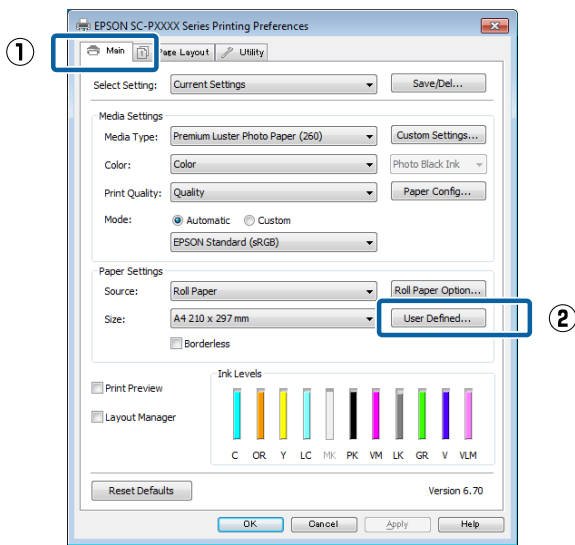 EPSON SC-PXXXX Series Printing Preferences
1
Main Page Layout Utility
Select Setting: Current Settings Save/Del...
Media Settings
Media Type: Premium Luster Photo Paper (260) Custom Settings...
Color: Color Photo Black Ink
Print Quality: Quality Paper Config...
Mode: Automatic Custom
EPSON Standard (sRGB)
Paper Settings
Source: Roll Paper Roll Paper Option...
Size: A4 210 x 297 mm User Defined...
2
Borderless
Print Preview
Layout Manager
Ink Levels
C OR Y LC MK PK VM LK GR V VLM
Reset Defaults Version 6.70
OK Cancel Apply Help